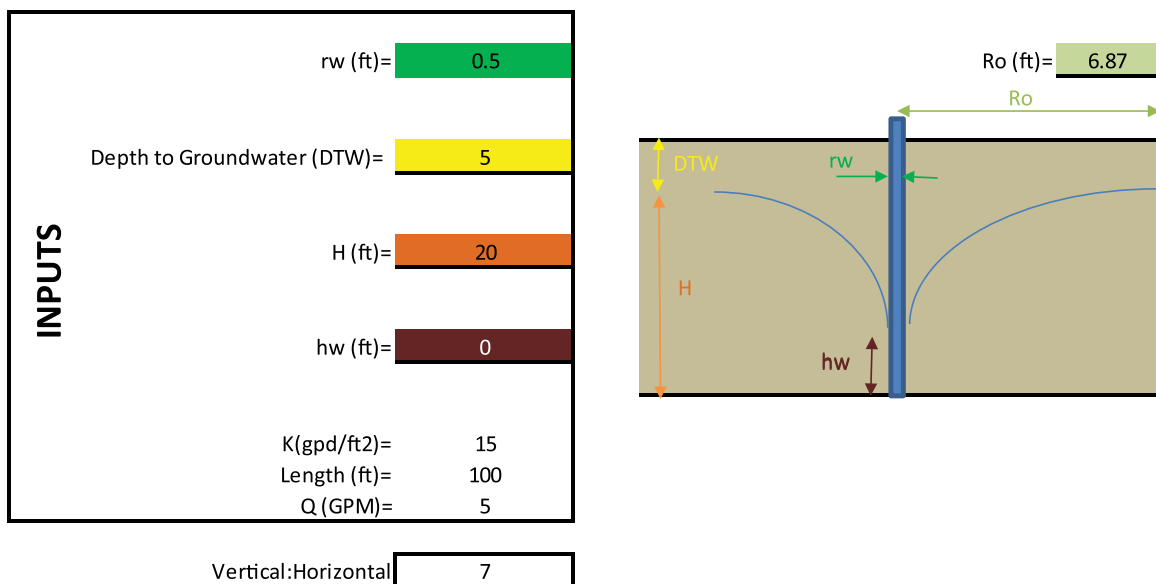 INPUTS
rw (ft)= 0.5
Depth to Groundwater (DTW)= 5
H (ft)= 20
hw (ft)= 0
K(gpd/ft2)= 15
Length (ft)= 100
Q (GPM)= 5
Vertical:Horizontal 7
Ro (ft)= 6.87
Ro
DTW
rw
H
hw